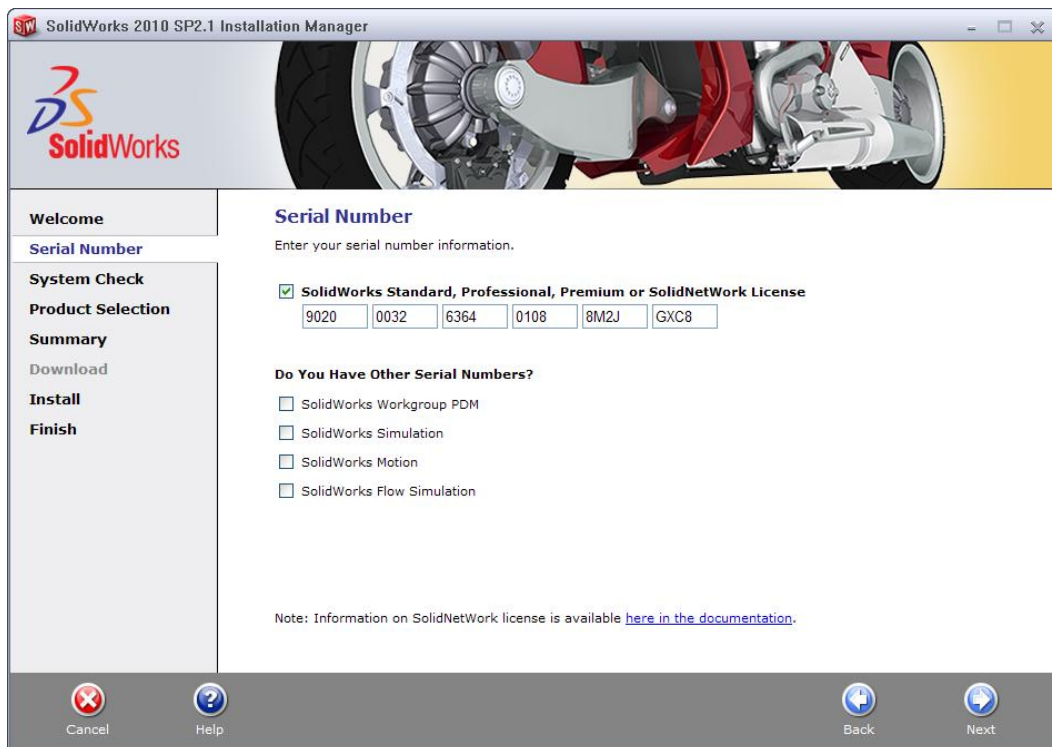 SolidWorks 2010 SP2.1 Installation Manager
SolidWorks
Welcome
Serial Number
System Check
Product Selection
Summary
Download
Install
Finish
Serial Number
Enter your serial number information.
SolidWorks Standard, Professional, Premium or SolidNetWork License
9020 0032 6364 0108 8M2J GXC8
Do You Have Other Serial Numbers?
SolidWorks Workgroup PDM
SolidWorks Simulation
SolidWorks Motion
SolidWorks Flow Simulation
Note: Information on SolidNetWork license is available here in the documentation.
Cancel Help Back Next